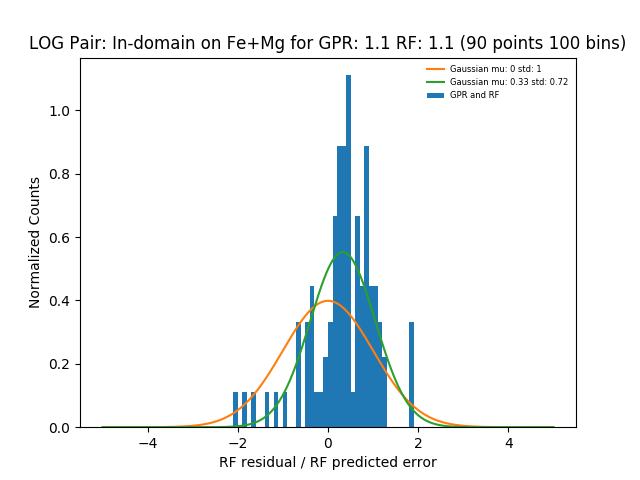 LOG Pair: In-domain on Fe+Mg for GPR: 1.1 RF: 1.1 (90 points 100 bins)
Gaussian mu: 0 std: 1
Gaussian mu: 0.33 std: 0.72
GPR and RF
Normalized Counts
1.0
0.8
0.6
0.4
0.2
0.0
−4 −2 0 2 4
RF residual / RF predicted error